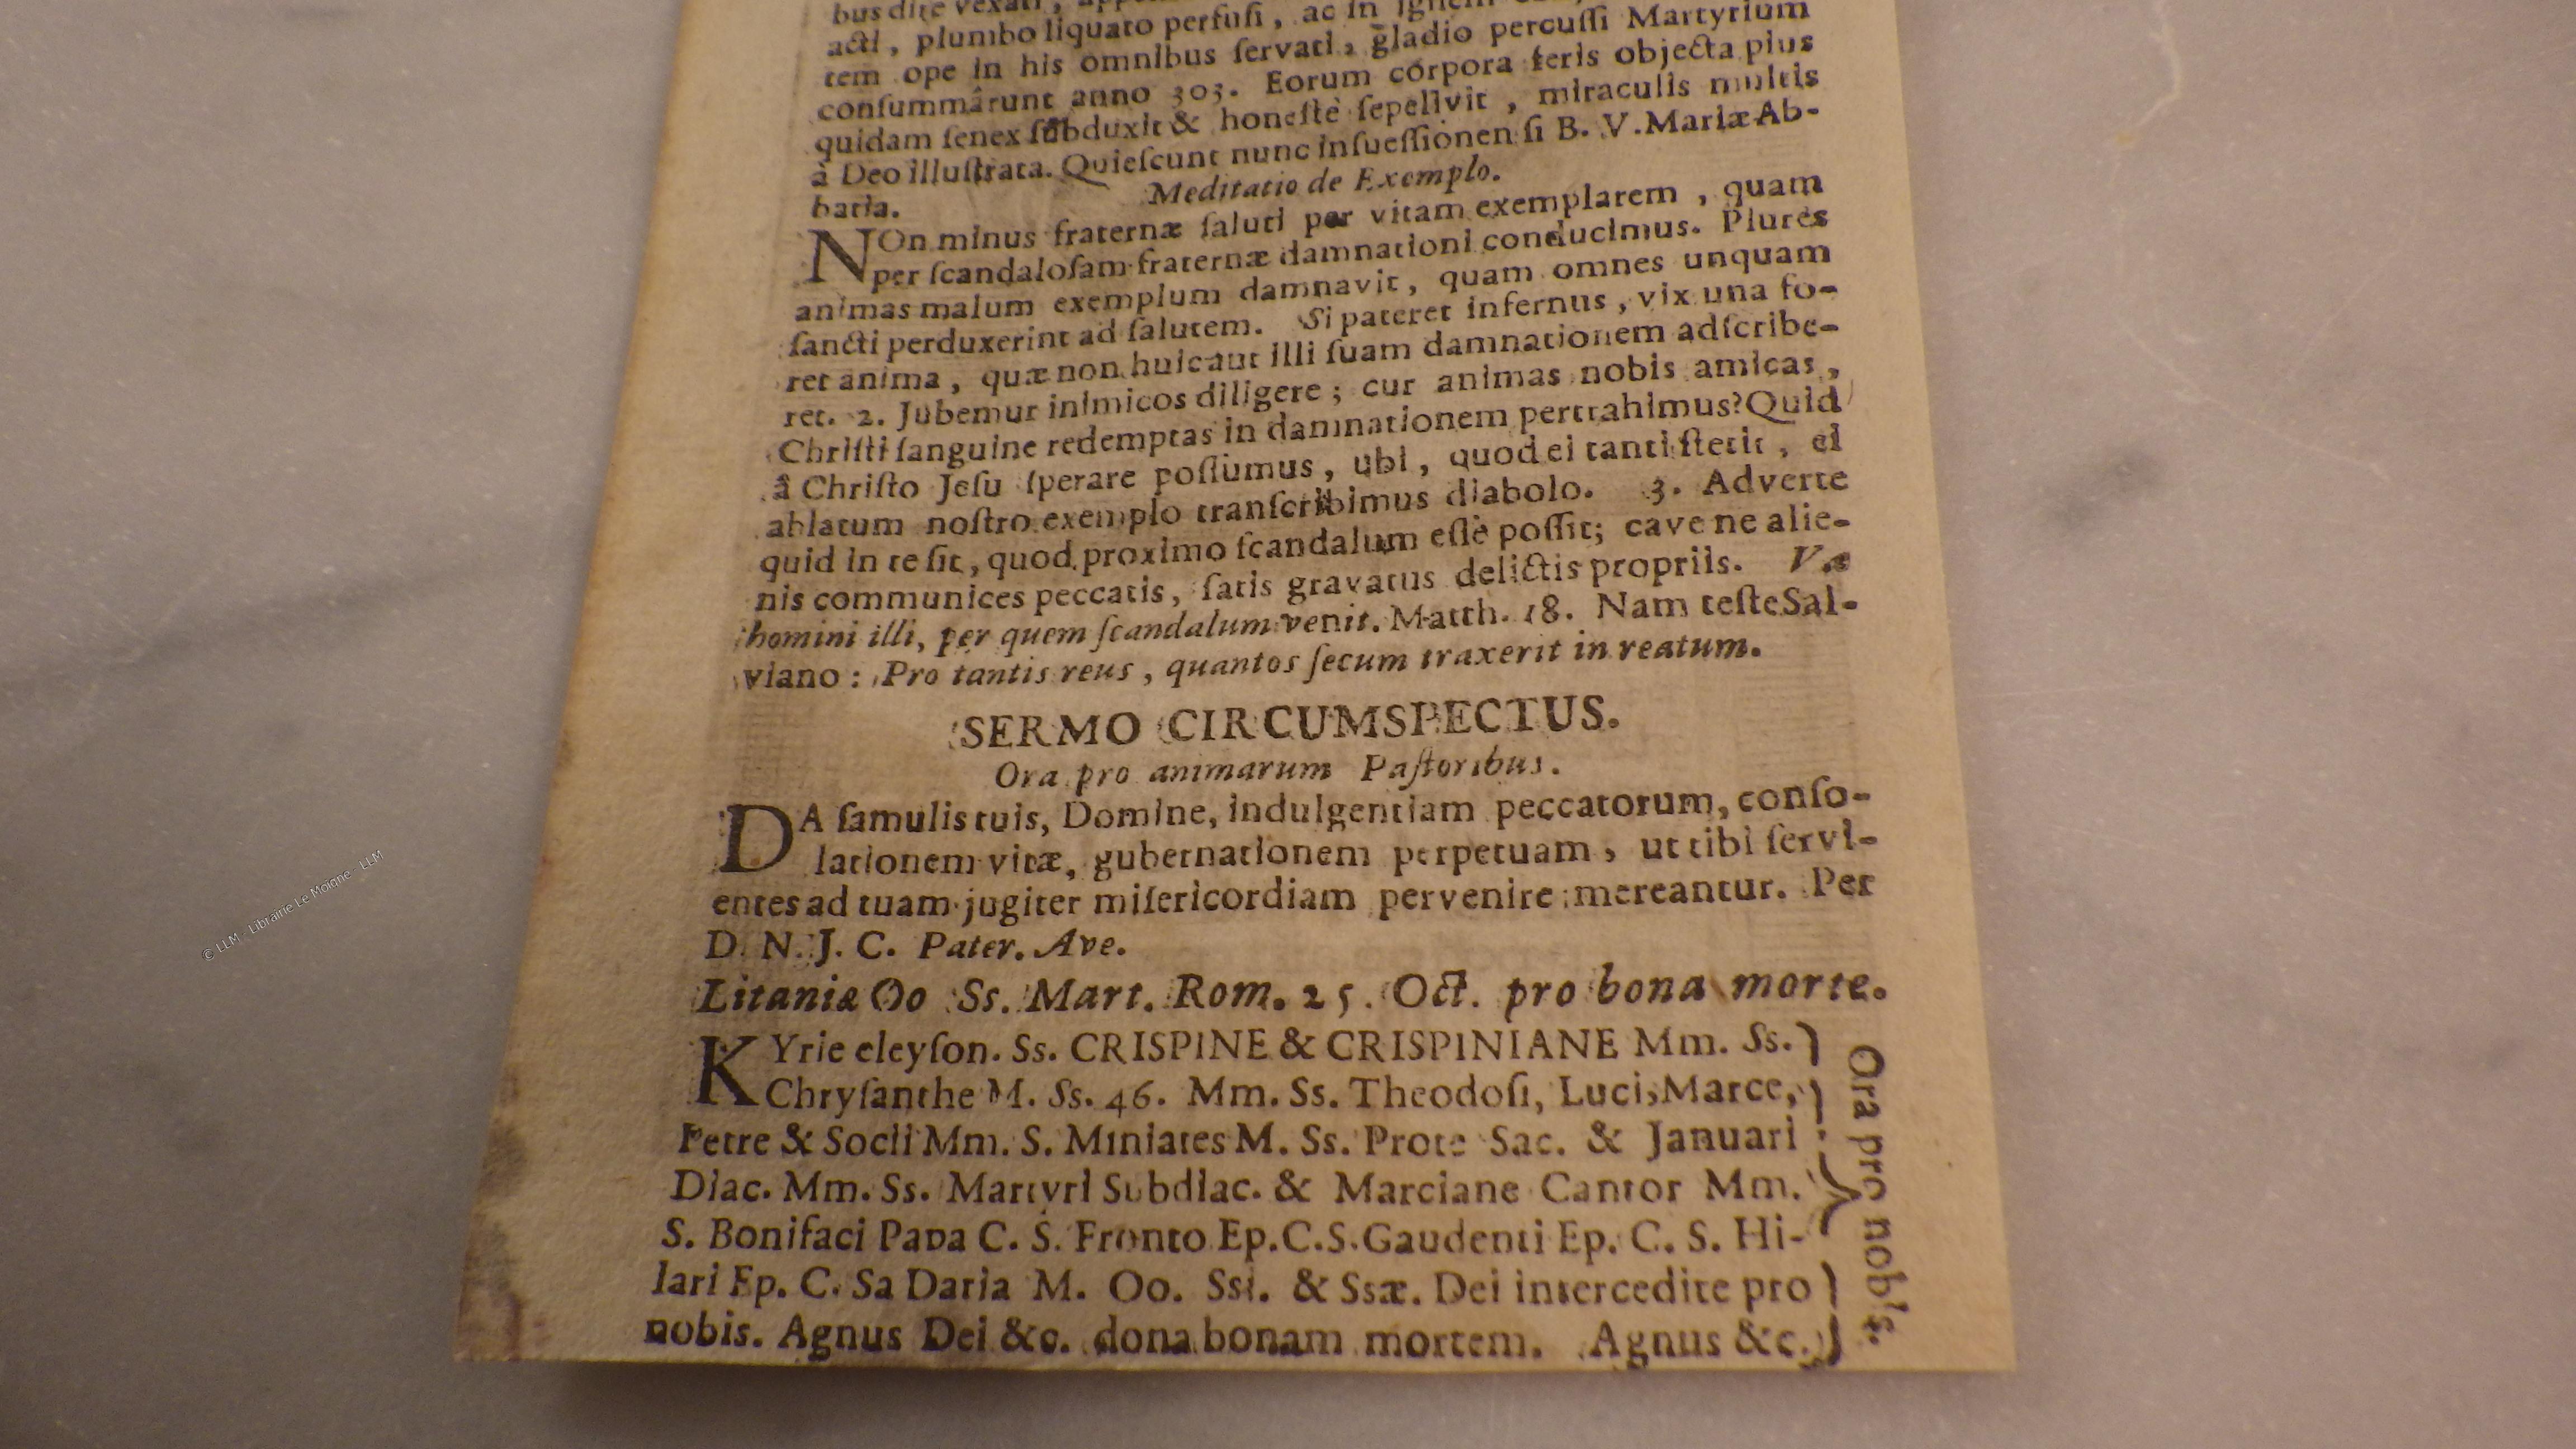 bus dire vexati,
acti, plumbo liquato perfusi, ac in ignem
tem ope in his omnibus servati, gladio percussi Martyrium
consummârunt anno 303. Eorum corpora feris objecta pius
quidam senex subduxit & honestè sepelivit, miraculis multis
à Deo illustrata. Quiescunt nunc in suessionensi B. V. Mariæ Ab-
batia.
Meditatio de Exemplo.
NOn minus fraternæ saluti per vitam exemplarem, quam
per scandalosam fraternæ damnationi conducimus. Plures
animas malum exemplum damnavit, quam omnes unquam
sancti perduxerint ad salutem. Si pateret infernus, vix una fo-
ret anima, quæ non huic aut illi suam damnationem adscribe-
ret. 2. Jubemur inimicos diligere; cur animas nobis amicas,
Christi sanguine redemptas in damnationem pertrahimus? Quid
â Christo Jesu sperare possumus, ubi, quod ei tanti stetit, ei
ablatum nostro exemplo transcribimus diabolo. 3. Adverte
quid in te sit, quod proximo scandalum essè possit; cave ne alie-
nis communices peccatis, satis gravatus delictis propriis. Væ
homini illi, per quem scandalum venit. Matth. 18. Nam teste Sal-
viano: Pro tantis reus, quantos secum traxerit in reatum.
SERMO CIRCUMSPECTUS.
Ora pro animarum Pastoribus.
DA famulis tuis, Domine, indulgentiam peccatorum, conso-
lationem vitæ, gubernationem perpetuam, ut tibi servi-
entes ad tuam jugiter misericordiam pervenire mereantur. Per
D. N. J. C. Pater. Ave.
Litaniæ Oo Ss. Mart. Rom. 25. Oct. pro bona morte.
KYrie eleyson. Ss. CRISPINE & CRISPINIANE Mm. Ss.
Chrysanthe M. Ss. 46. Mm. Ss. Theodosi, Luci, Marce,
Petre & Socii Mm. S. Miniates M. Ss. Prote Sac. & Januari
Diac. Mm. Ss. Martyri Subdiac. & Marciane Cantor Mm.
S. Bonifaci Papa C. S. Fronto Ep. C. S. Gaudenti Ep. C. S. Hi-
lari Ep. C. Sa Daria M. Oo. Ssi. & Ssæ. Dei intercedite pro
nobis. Agnus Dei &c. dona bonam mortem. Agnus &c.
Ora pro nobis.
© LLM - Librairie Le Moigne - LLM